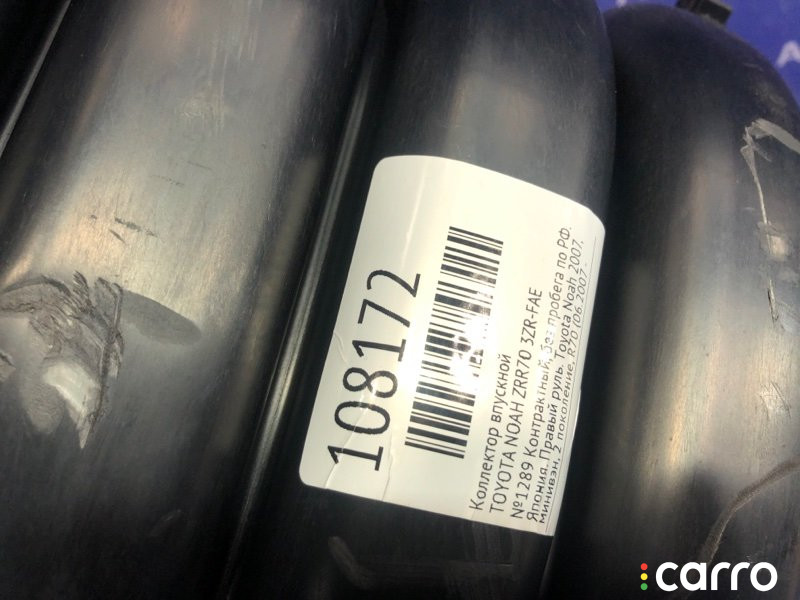 108172
Коллектор впускной
TOYOTA NOAH ZRR70 3ZR-FAE
№1289 Контрактный, без пробега по РФ.
Япония. Правый руль. Toyota Noah 2007.
минивэн, 2 поколение, R70 (06.2007 -
carro